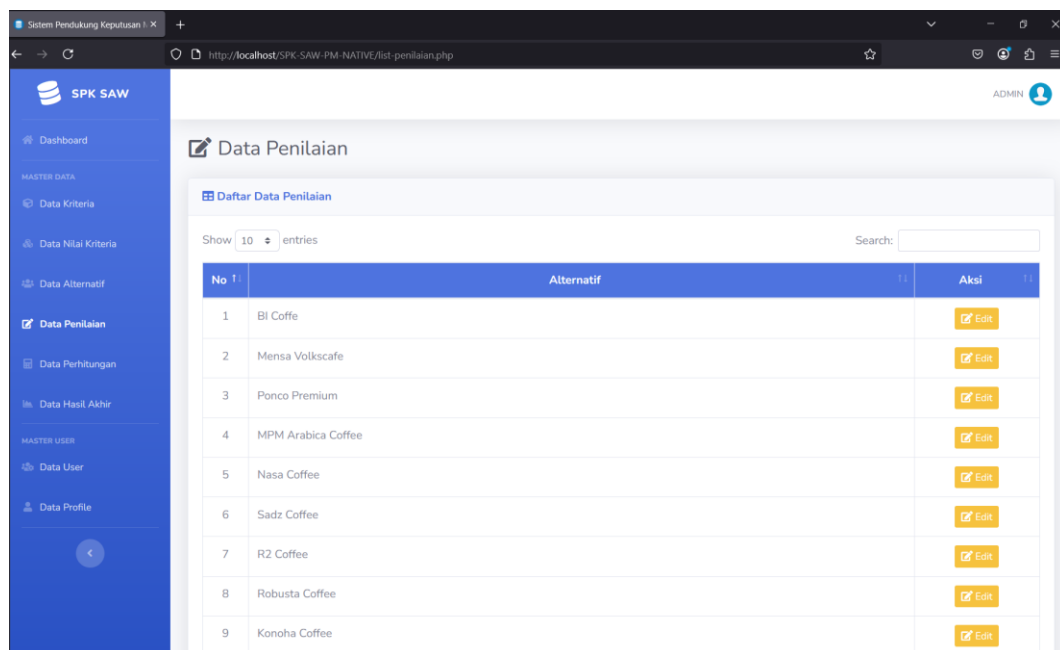 Sistem Pendukung Keputusan
http://localhost/SPK-SAW-PM-NATIVE/list-penilaian.php
SPK SAW
ADMIN
Dashboard
MASTER DATA
Data Kriteria
Data Nilai Kriteria
Data Alternatif
Data Penilaian
Data Perhitungan
Data Hasil Akhir
MASTER USER
Data User
Data Profile
Data Penilaian
Daftar Data Penilaian
Show 10 entries
Search:
No Alternatif Aksi
1 BI Coffe Edit
2 Mensa Volkscafe Edit
3 Ponco Premium Edit
4 MPM Arabica Coffee Edit
5 Nasa Coffee Edit
6 Sadz Coffee Edit
7 R2 Coffee Edit
8 Robusta Coffee Edit
9 Konoha Coffee Edit